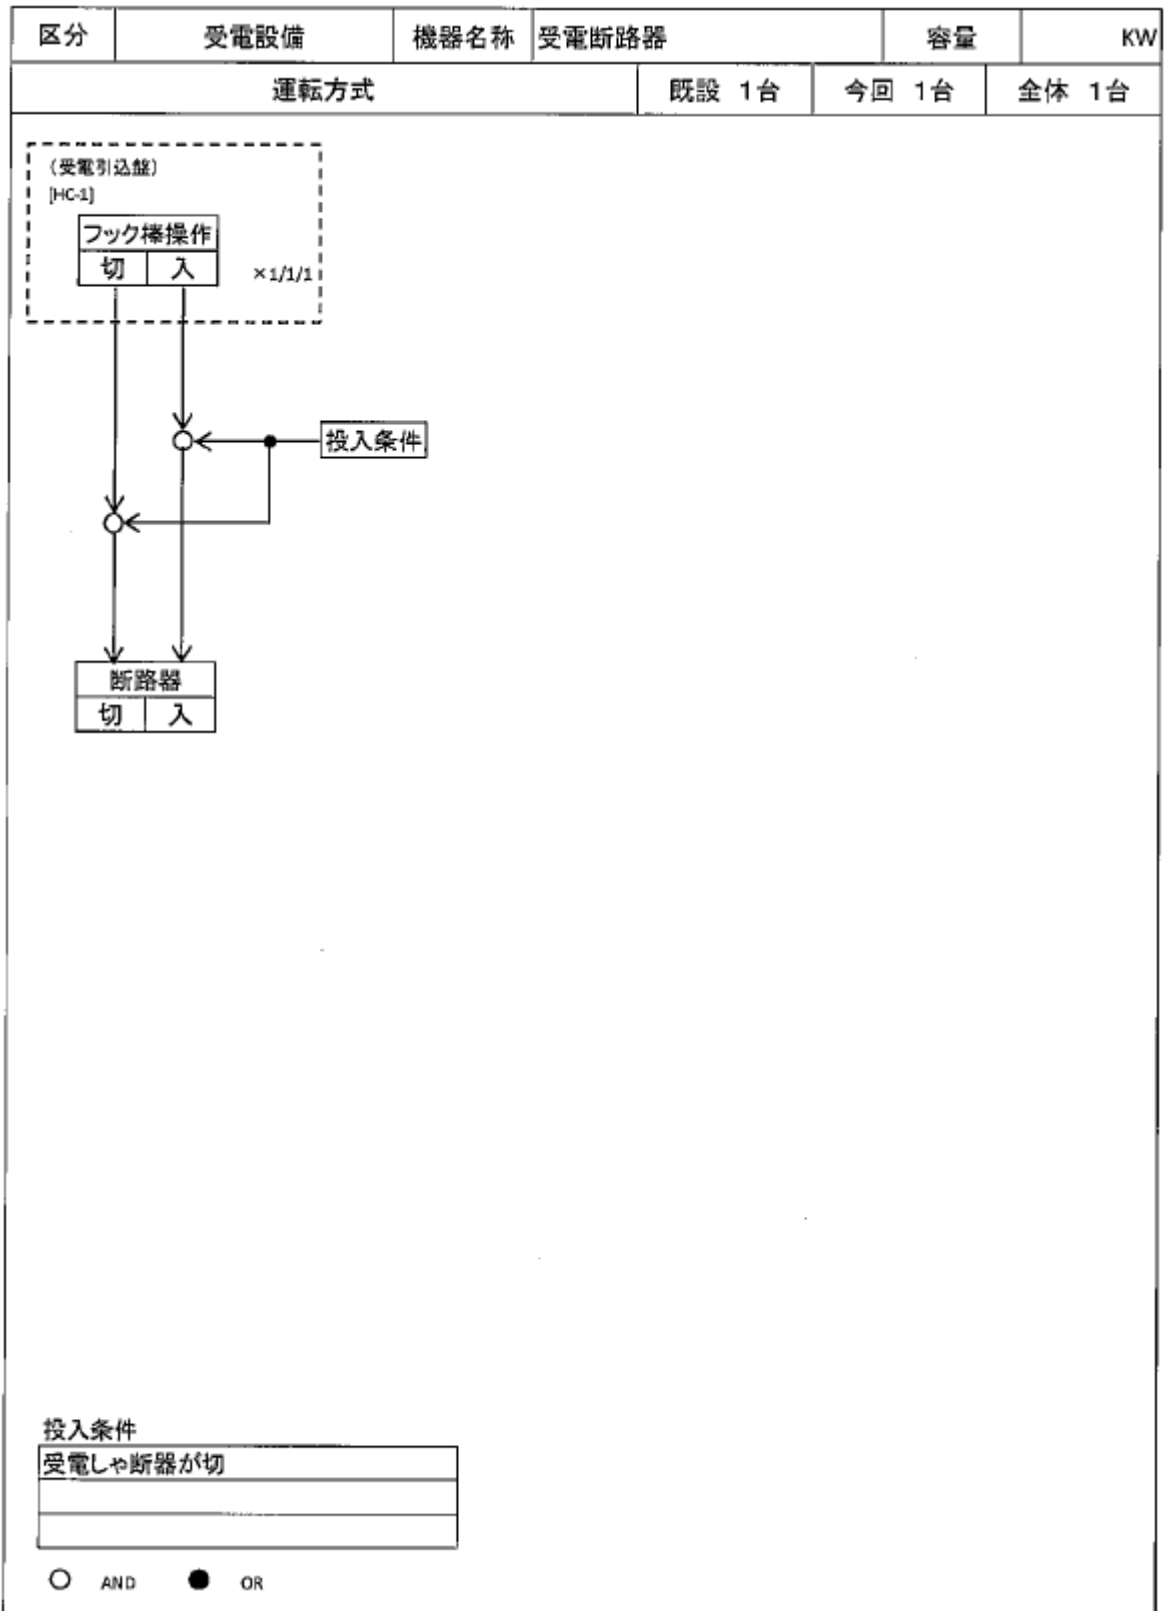 区分 受電設備 機器名称 受電断路器 容量 KW
運転方式 既設 1台 今回 1台 全体 1台
(受電引込盤)
[HC-1]
フック棒操作
切 入 ×1/1/1
投入条件
断路器
切 入
投入条件
受電しゃ断器が切
○ AND ● OR